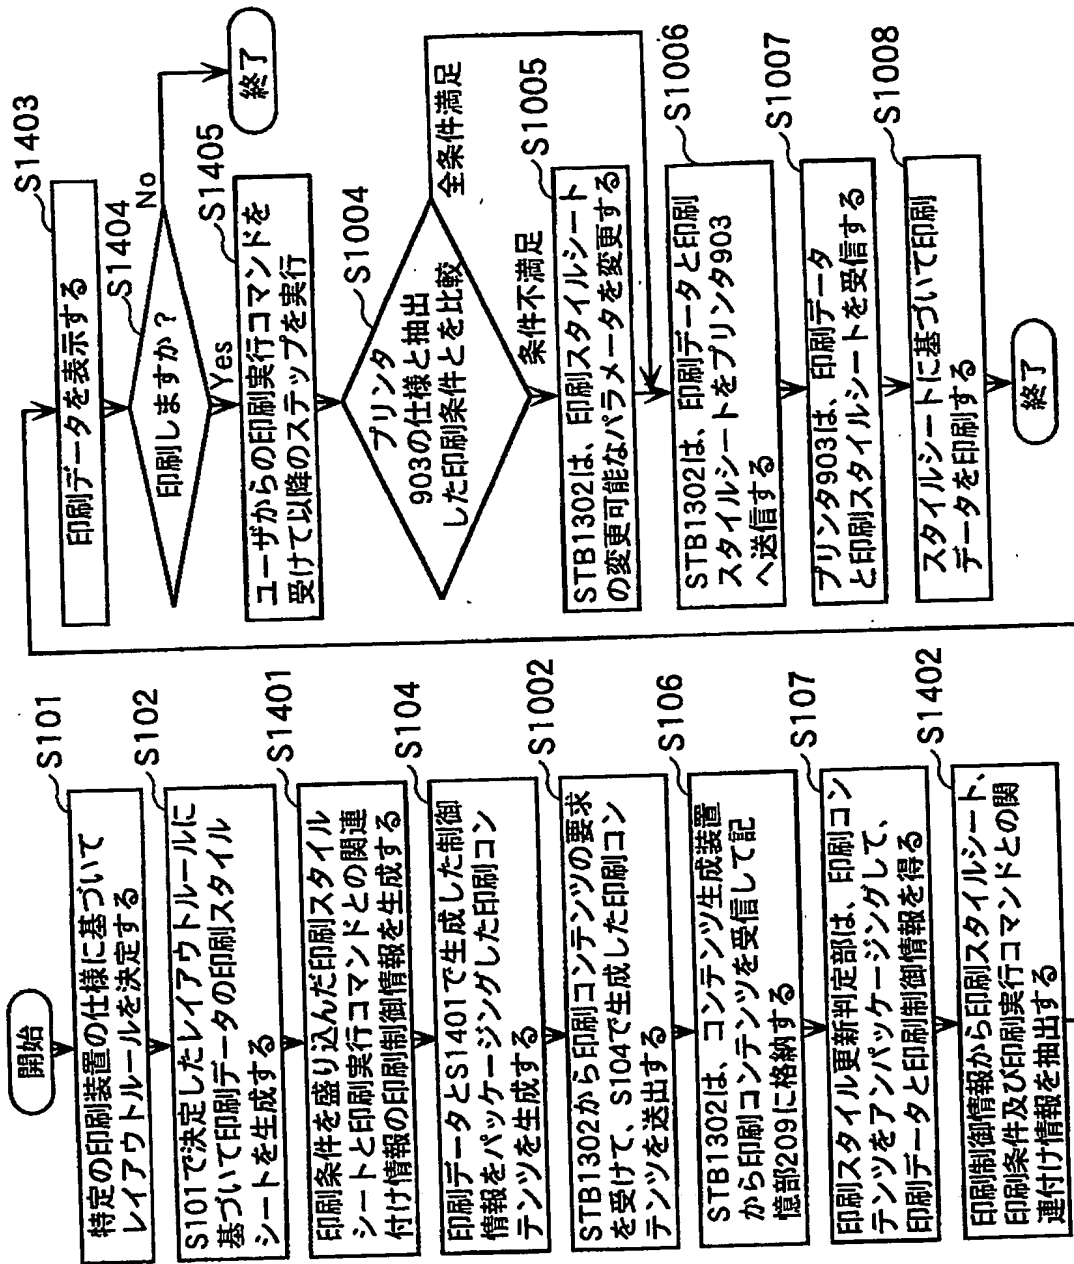 開始
S101
特定の印刷装置の仕様に基づいて
レイアウトルールを決定する
S102
S101で決定したレイアウトルールに
基づいて印刷データの印刷スタイル
シートを生成する
S1401
印刷条件を盛り込んだ印刷スタイル
シートと印刷実行コマンドとの関連
付け情報の印刷制御情報を生成する
S104
印刷データとS1401で生成した制御
情報をパッケージングした印刷コン
テンツを生成する
S1002
STB1302から印刷コンテンツの要求
を受けて、S104で生成した印刷コン
テンツを送出する
S106
STB1302は、コンテンツ生成装置
から印刷コンテンツを受信して記
憶部209に格納する
S107
印刷スタイル更新判定部は、印刷コン
テンツをアンパッケージングして、
印刷データと印刷制御情報を得る
S1402
印刷制御情報から印刷スタイルシート、
印刷条件及び印刷実行コマンドとの関
連付け情報を抽出する
S1403
印刷データを表示する
S1404
印刷しますか?
No
終了
Yes
S1405
ユーザからの印刷実行コマンドを
受けて以降のステップを実行
S1004
プリンタ
903の仕様と抽出
した印刷条件とを比較
全条件満足
条件不満足
S1005
STB1302は、印刷スタイルシート
の変更可能なパラメータを変更する
S1006
STB1302は、印刷データと印刷
スタイルシートをプリンタ903
へ送信する
S1007
プリンタ903は、印刷データ
と印刷スタイルシートを受信する
S1008
スタイルシートに基づいて印刷
データを印刷する
終了